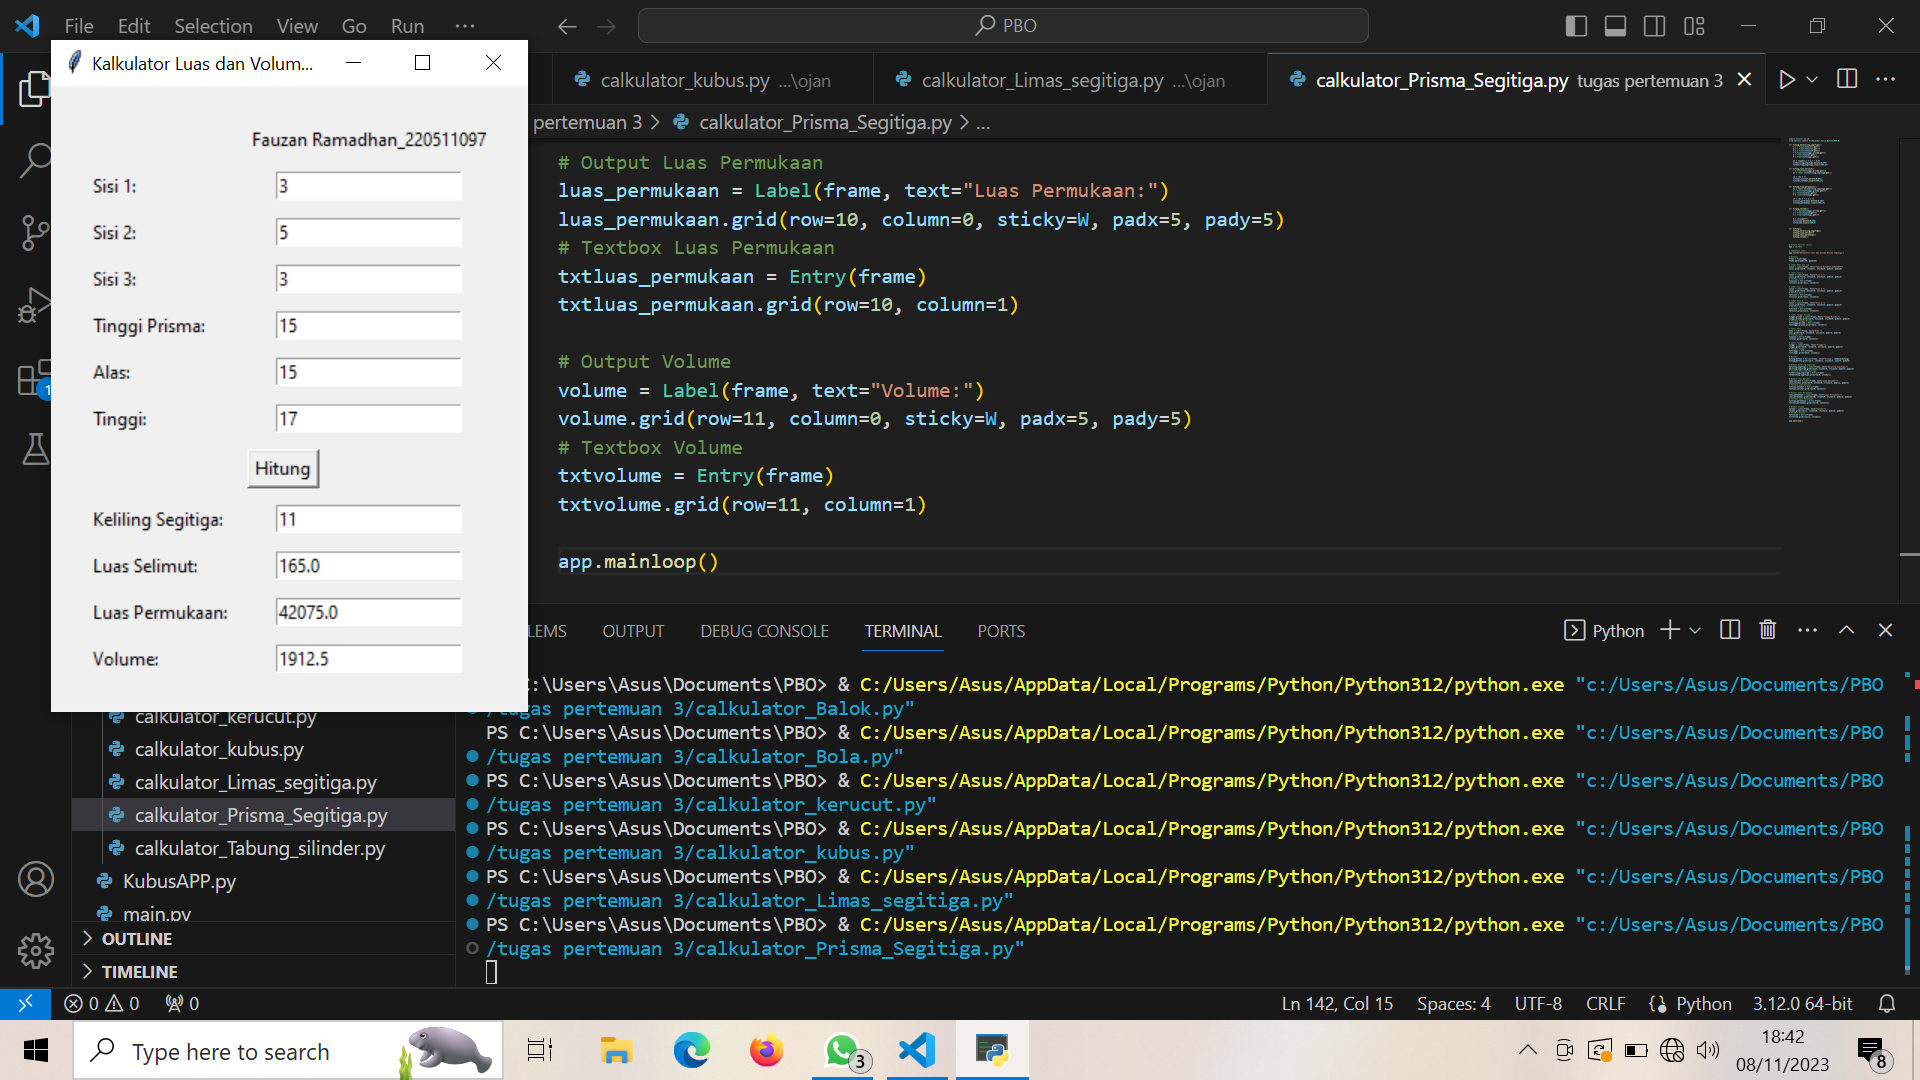 File Edit Selection View Go Run ...
PBO
Kalkulator Luas dan Volum...
Fauzan Ramadhan_220511097
Sisi 1: 3
Sisi 2: 5
Sisi 3: 3
Tinggi Prisma: 15
Alas: 15
Tinggi: 17
Hitung
Keliling Segitiga: 11
Luas Selimut: 165.0
Luas Permukaan: 42075.0
Volume: 1912.5
calkulator_kubus.py ...\ojan
calkulator_Limas_segitiga.py ...\ojan
calkulator_Prisma_Segitiga.py tugas pertemuan 3
pertemuan 3 > calkulator_Prisma_Segitiga.py > ...
# Output Luas Permukaan
luas_permukaan = Label(frame, text="Luas Permukaan:")
luas_permukaan.grid(row=10, column=0, sticky=W, padx=5, pady=5)
# Textbox Luas Permukaan
txtluas_permukaan = Entry(frame)
txtluas_permukaan.grid(row=10, column=1)
# Output Volume
volume = Label(frame, text="Volume:")
volume.grid(row=11, column=0, sticky=W, padx=5, pady=5)
# Textbox Volume
txtvolume = Entry(frame)
txtvolume.grid(row=11, column=1)
app.mainloop()
LEMS OUTPUT DEBUG CONSOLE TERMINAL PORTS
Python
:\Users\Asus\Documents\PBO> & C:/Users/Asus/AppData/Local/Programs/Python/Python312/python.exe "c:/Users/Asus/Documents/PBO
/tugas pertemuan 3/calkulator_Balok.py"
PS C:\Users\Asus\Documents\PBO> & C:/Users/Asus/AppData/Local/Programs/Python/Python312/python.exe "c:/Users/Asus/Documents/PBO
/tugas pertemuan 3/calkulator_Bola.py"
PS C:\Users\Asus\Documents\PBO> & C:/Users/Asus/AppData/Local/Programs/Python/Python312/python.exe "c:/Users/Asus/Documents/PBO
/tugas pertemuan 3/calkulator_kerucut.py"
PS C:\Users\Asus\Documents\PBO> & C:/Users/Asus/AppData/Local/Programs/Python/Python312/python.exe "c:/Users/Asus/Documents/PBO
/tugas pertemuan 3/calkulator_kubus.py"
PS C:\Users\Asus\Documents\PBO> & C:/Users/Asus/AppData/Local/Programs/Python/Python312/python.exe "c:/Users/Asus/Documents/PBO
/tugas pertemuan 3/calkulator_Limas_segitiga.py"
PS C:\Users\Asus\Documents\PBO> & C:/Users/Asus/AppData/Local/Programs/Python/Python312/python.exe "c:/Users/Asus/Documents/PBO
/tugas pertemuan 3/calkulator_Prisma_Segitiga.py"
1
calkulator_kerucut.py
calkulator_kubus.py
calkulator_Limas_segitiga.py
calkulator_Prisma_Segitiga.py
calkulator_Tabung_silinder.py
KubusAPP.py
main.py
OUTLINE
TIMELINE
0 0 0
Ln 142, Col 15 Spaces: 4 UTF-8 CRLF Python 3.12.0 64-bit
Type here to search
3
18:42
08/11/2023
8